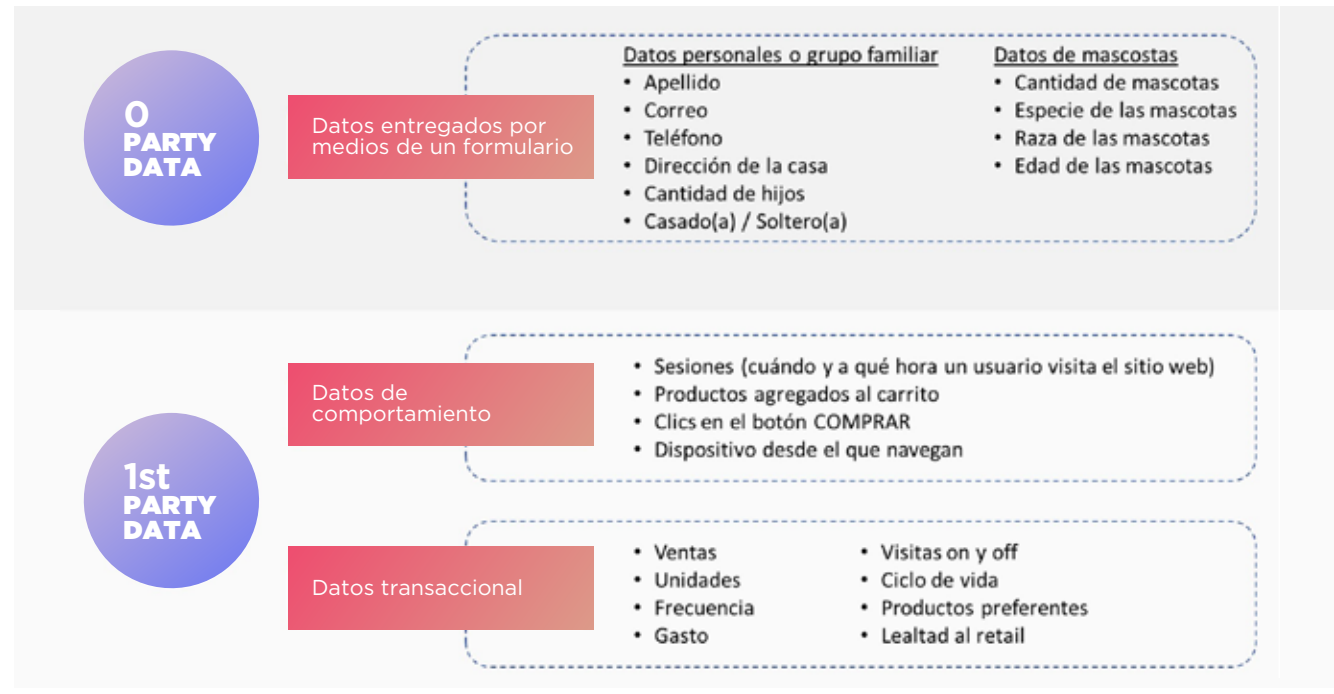 0
PARTY
DATA
Datos entregados por
medios de un formulario
Datos personales o grupo familiar
• Apellido
• Correo
• Teléfono
• Dirección de la casa
• Cantidad de hijos
• Casado(a) / Soltero(a)
Datos de mascostas
• Cantidad de mascotas
• Especie de las mascotas
• Raza de las mascotas
• Edad de las mascotas
1st
PARTY
DATA
Datos de
comportamiento
• Sesiones (cuándo y a qué hora un usuario visita el sitio web)
• Productos agregados al carrito
• Clics en el botón COMPRAR
• Dispositivo desde el que navegan
Datos transaccional
• Ventas
• Unidades
• Frecuencia
• Gasto
• Visitas on y off
• Ciclo de vida
• Productos preferentes
• Lealtad al retail